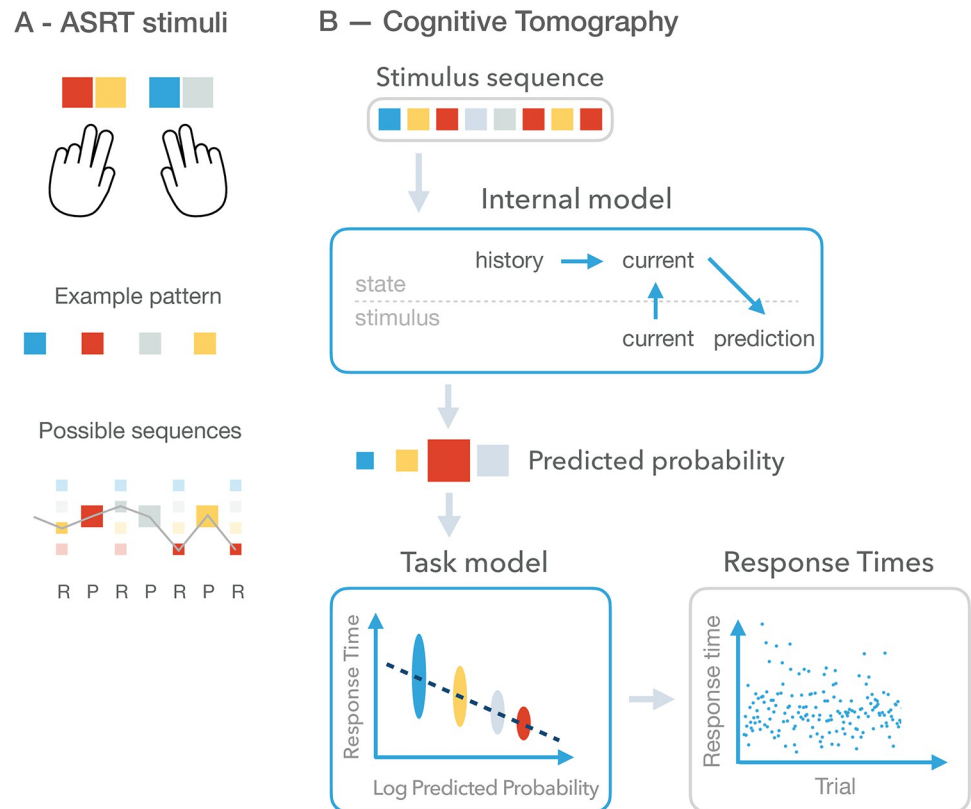 A - ASRT stimuli
Example pattern
Possible sequences
R P R P R P R
B — Cognitive Tomography
Stimulus sequence
Internal model
history
current
state
stimulus
current
prediction
Predicted probability
Task model
Response Time
Log Predicted Probability
Response Times
Response time
Trial